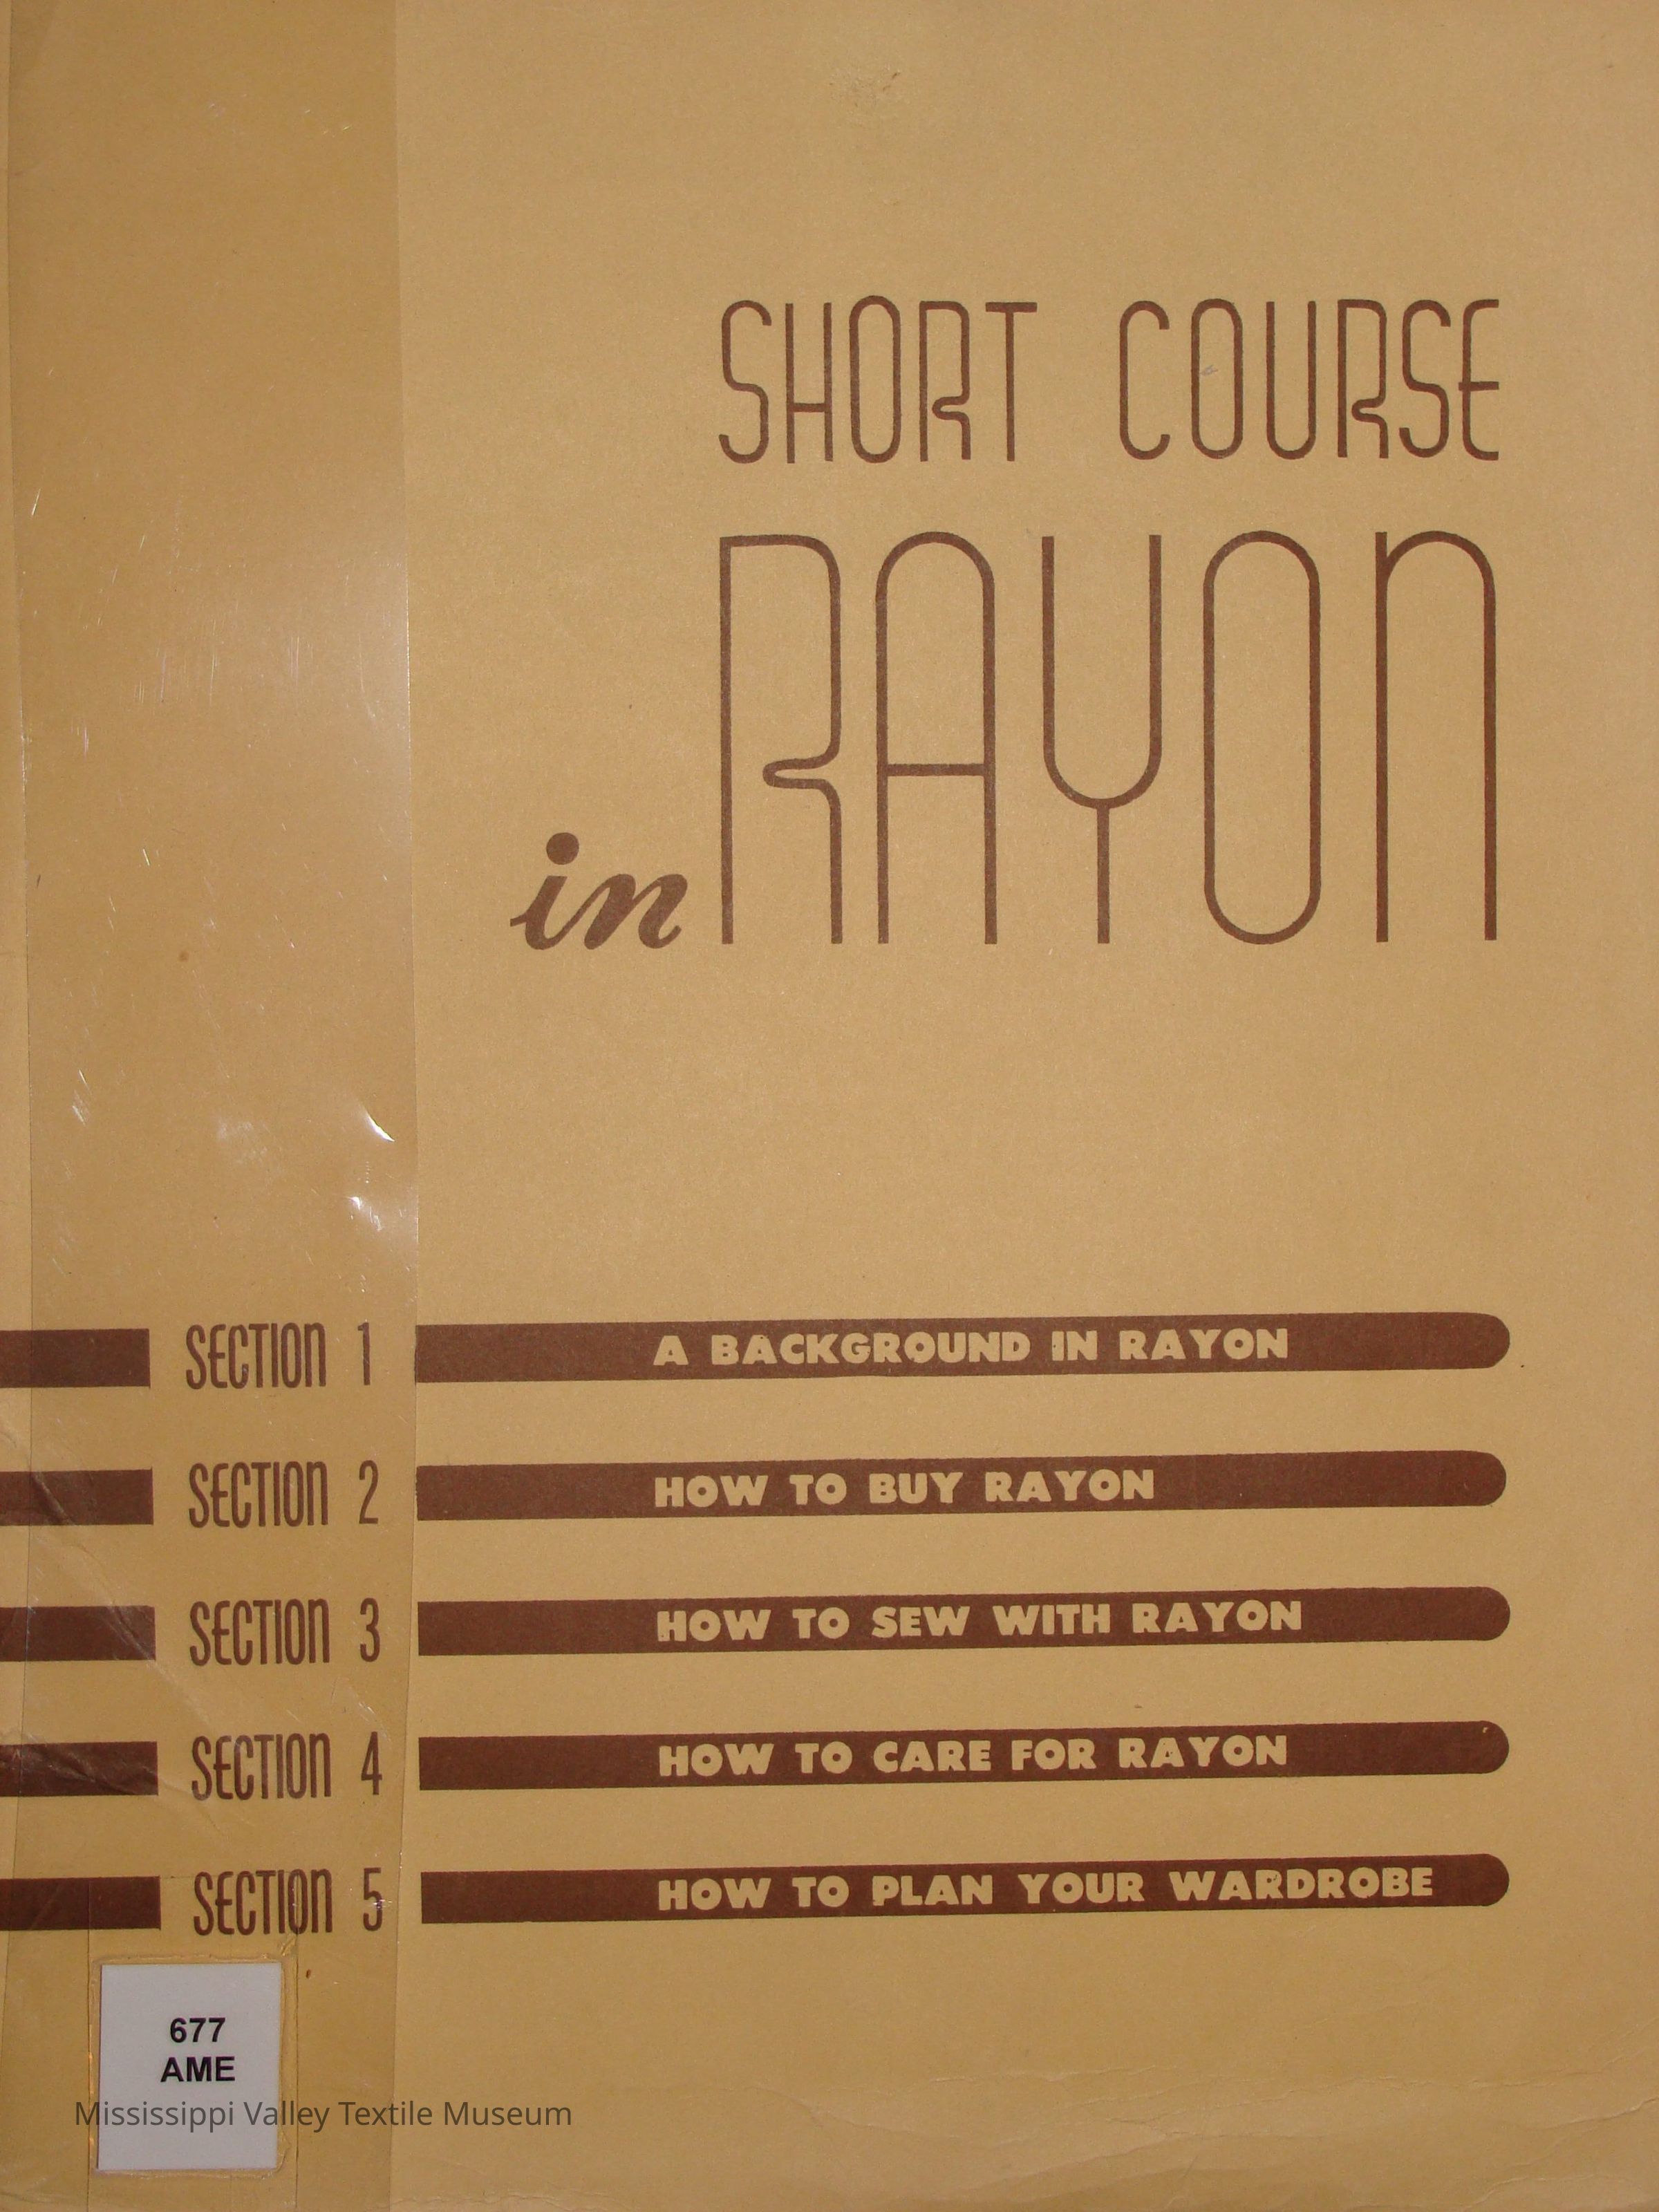 SHORT COURSE
in RAYON
SECTION 1 A BACKGROUND IN RAYON
SECTION 2 HOW TO BUY RAYON
SECTION 3 HOW TO SEW WITH RAYON
SECTION 4 HOW TO CARE FOR RAYON
SECTION 5 HOW TO PLAN YOUR WARDROBE
677
AME
Mississippi Valley Textile Museum